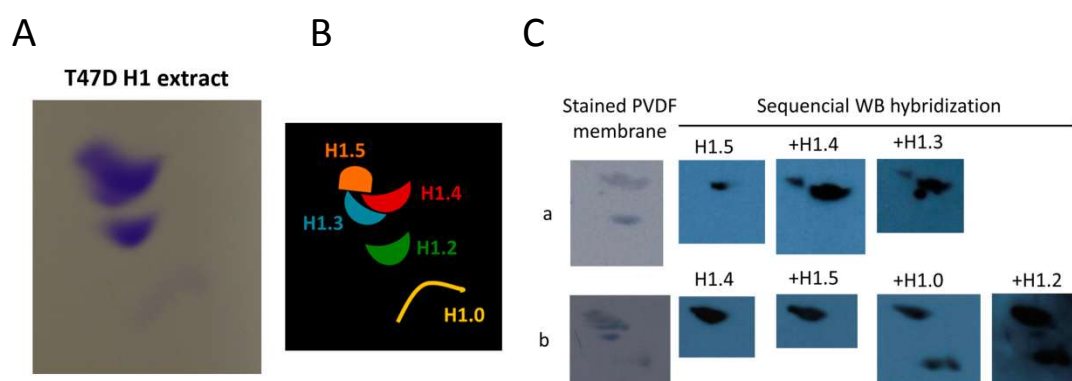 A
B
C
T47D H1 extract
H1.5
H1.4
H1.3
H1.2
H1.0
Stained PVDF
membrane
Sequencial WB hybridization
H1.5
+H1.4
+H1.3
a
H1.4
+H1.5
+H1.0
+H1.2
b